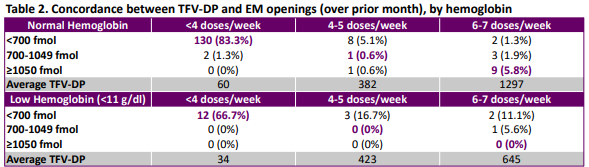 Table 2. Concordance between TFV-DP and EM openings (over prior month), by hemoglobin
Normal Hemoglobin <4 doses/week 4-5 doses/week 6-7 doses/week
<700 fmol 130 (83.3%) 8 (5.1%) 2 (1.3%)
700-1049 fmol 2 (1.3%) 1 (0.6%) 3 (1.9%)
≥1050 fmol 0 (0%) 1 (0.6%) 9 (5.8%)
Average TFV-DP 60 382 1297
Low Hemoglobin (<11 g/dl) <4 doses/week 4-5 doses/week 6-7 doses/week
<700 fmol 12 (66.7%) 3 (16.7%) 2 (11.1%)
700-1049 fmol 0 (0%) 0 (0%) 1 (5.6%)
≥1050 fmol 0 (0%) 0 (0%) 0 (0%)
Average TFV-DP 34 423 645